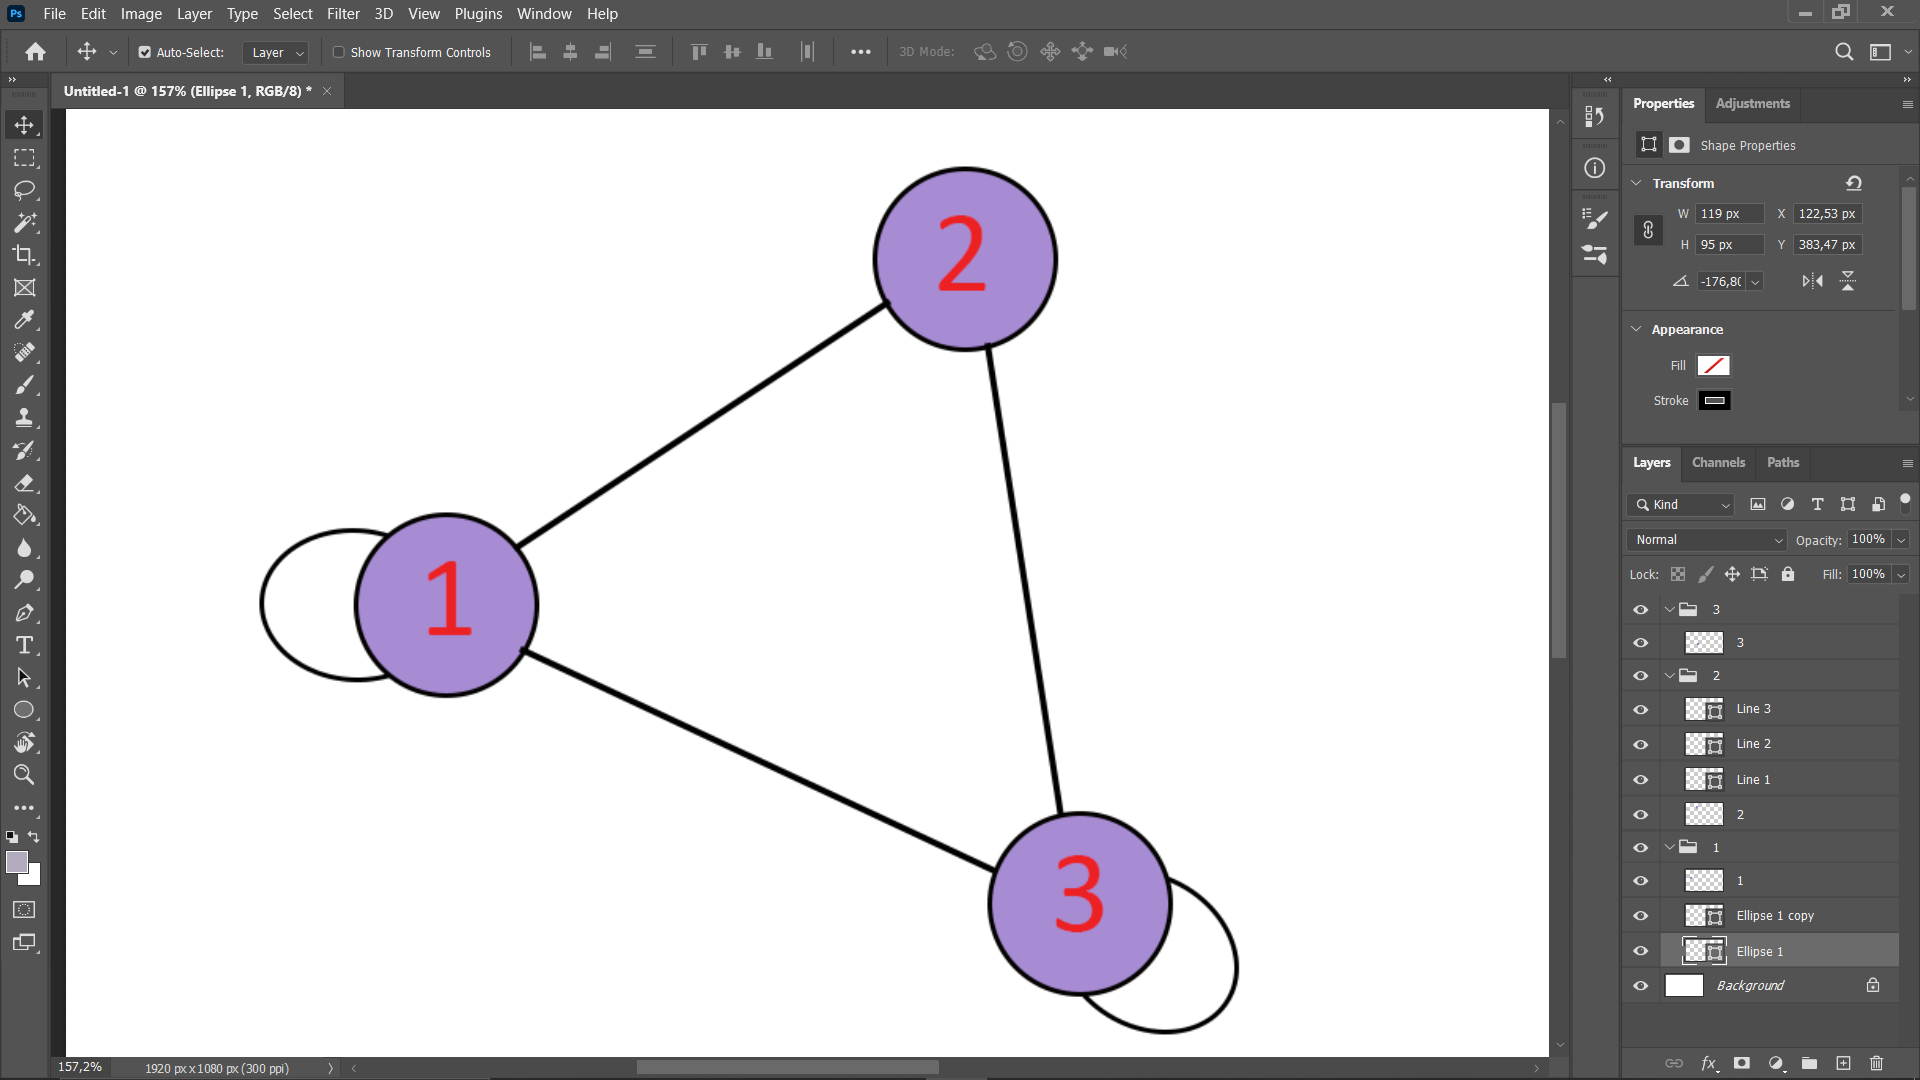 Ps File Edit Image Layer Type Select Filter 3D View Plugins Window Help
Auto-Select: Layer Show Transform Controls 3D Mode:
Untitled-1 @ 157% (Ellipse 1, RGB/8) *
2
1
3
157,2% 1920 px x 1080 px (300 ppi)
Properties Adjustments
Shape Properties
Transform
W 119 px X 122,53 px
H 95 px Y 383,47 px
-176,80
Appearance
Fill
Stroke
Layers Channels Paths
Kind
Normal Opacity: 100%
Lock: Fill: 100%
3
3
2
Line 3
Line 2
Line 1
2
1
1
Ellipse 1 copy
Ellipse 1
Background
fx